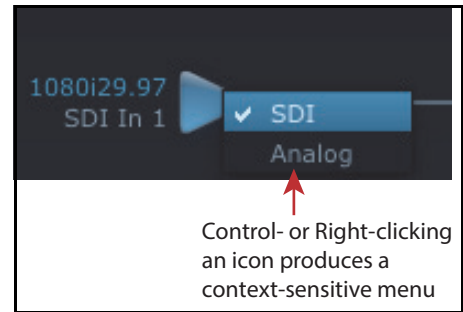 1080i29.97
SDI In 1
✔ SDI
Analog
Control- or Right-clicking
an icon produces a
context-sensitive menu